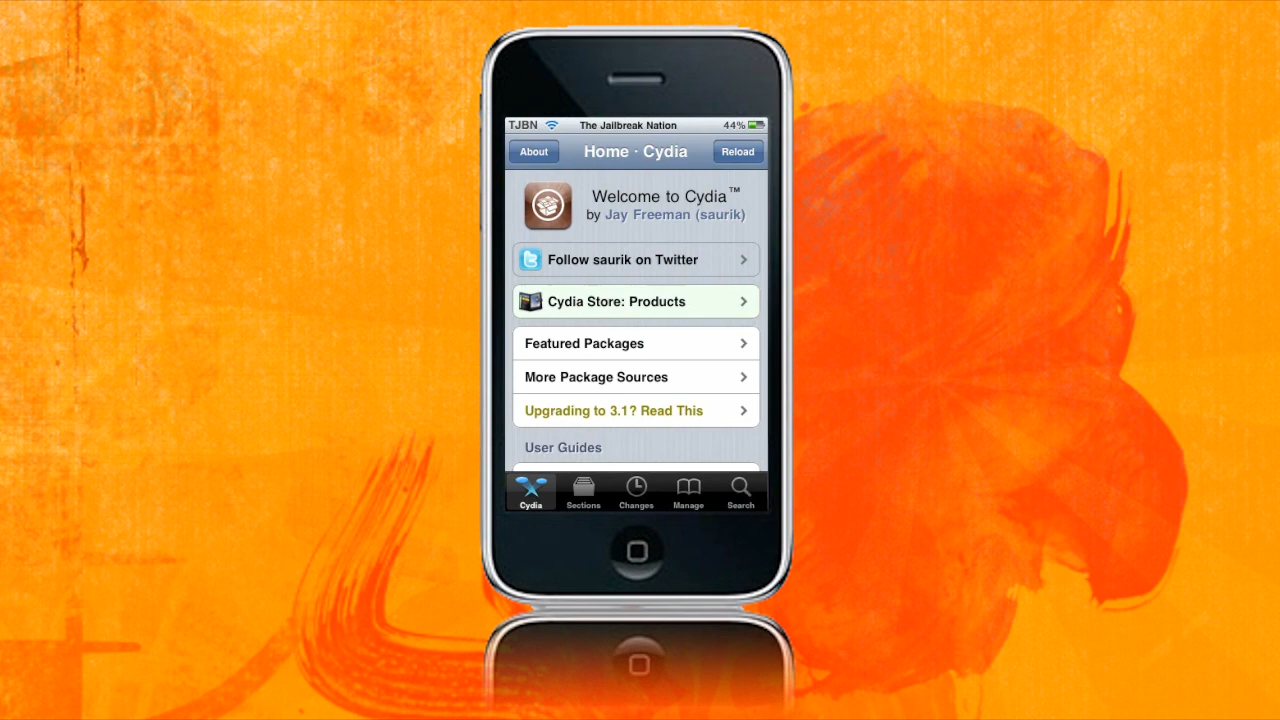 TJBN The Jailbreak Nation 44%
About Home · Cydia Reload
Welcome to Cydia™
by Jay Freeman (saurik)
Follow saurik on Twitter
Cydia Store: Products
Featured Packages
More Package Sources
Upgrading to 3.1? Read This
User Guides
Cydia Sections Changes Manage Search